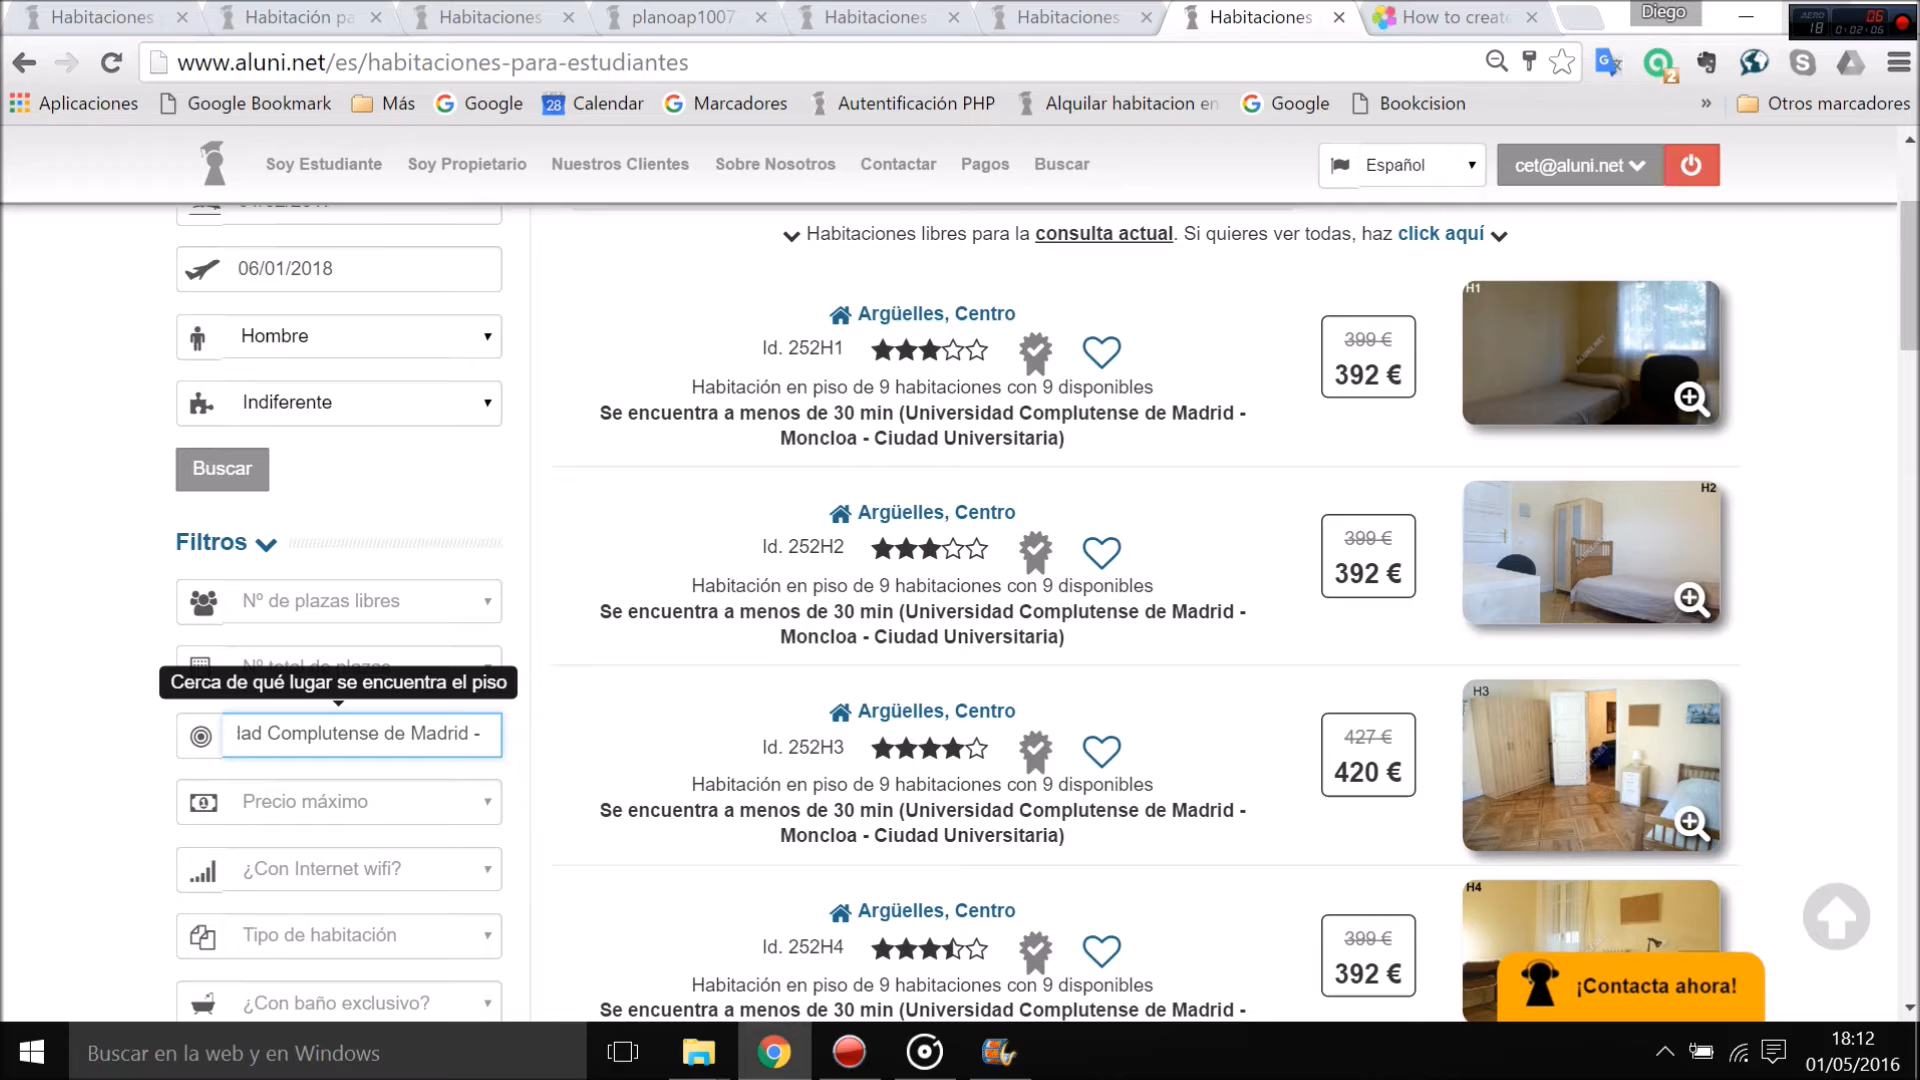 Habitaciones
Habitación pa
Habitaciones
planoap1007
Habitaciones
Habitaciones
Habitaciones
How to create
Diego
www.aluni.net/es/habitaciones-para-estudiantes
2
Aplicaciones
Google Bookmark
Más
Google
28
Calendar
Marcadores
Autentificación PHP
Alquilar habitacion en
Google
Bookcision
»
Otros marcadores
Soy Estudiante
Soy Propietario
Nuestros Clientes
Sobre Nosotros
Contactar
Pagos
Buscar
Español
cet@aluni.net
06/01/2018
Hombre
Indiferente
Buscar
Filtros
Nº de plazas libres
Nº total de plazas
Cerca de qué lugar se encuentra el piso
lad Complutense de Madrid -
Precio máximo
¿Con Internet wifi?
Tipo de habitación
¿Con baño exclusivo?
Habitaciones libres para la consulta actual. Si quieres ver todas, haz click aquí
Argüelles, Centro
Id. 252H1
Habitación en piso de 9 habitaciones con 9 disponibles
Se encuentra a menos de 30 min (Universidad Complutense de Madrid -
Moncloa - Ciudad Universitaria)
399 €
392 €
H1
Argüelles, Centro
Id. 252H2
Habitación en piso de 9 habitaciones con 9 disponibles
Se encuentra a menos de 30 min (Universidad Complutense de Madrid -
Moncloa - Ciudad Universitaria)
399 €
392 €
H2
Argüelles, Centro
Id. 252H3
Habitación en piso de 9 habitaciones con 9 disponibles
Se encuentra a menos de 30 min (Universidad Complutense de Madrid -
Moncloa - Ciudad Universitaria)
427 €
420 €
H3
Argüelles, Centro
Id. 252H4
Habitación en piso de 9 habitaciones con 9 disponibles
Se encuentra a menos de 30 min (Universidad Complutense de Madrid -
399 €
392 €
H4
¡Contacta ahora!
Buscar en la web y en Windows
18:12
01/05/2016